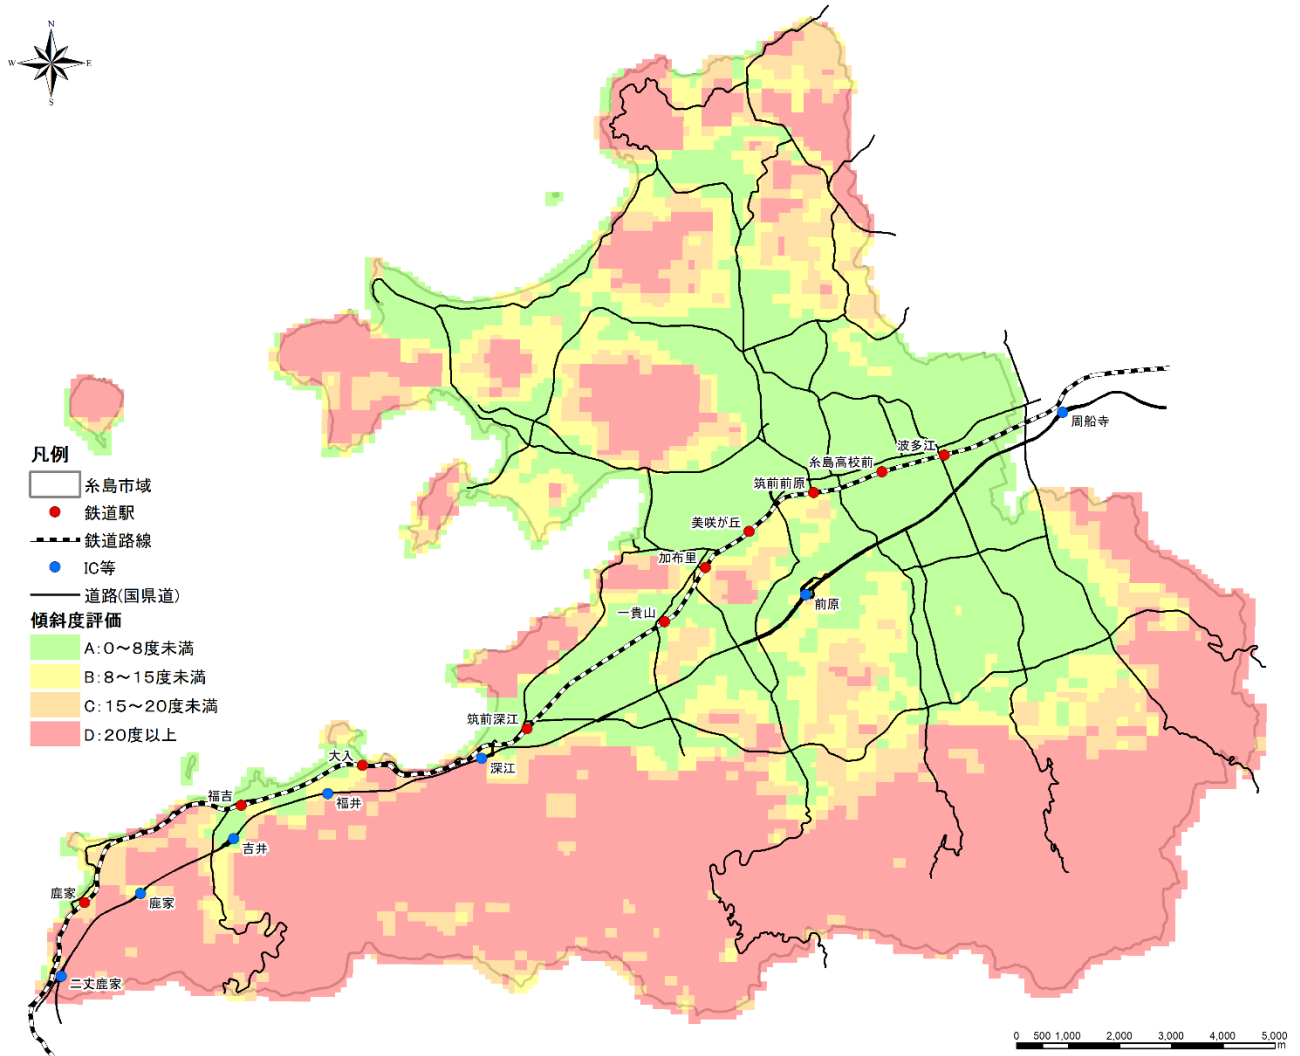 N
W
E
S
凡例
糸島市域
鉄道駅
鉄道路線
IC等
道路(国県道)
傾斜度評価
A:0～8度未満
B:8～15度未満
C:15～20度未満
D:20度以上
周船寺
波多江
糸島高校前
筑前前原
美咲が丘
加布里
前原
一貴山
筑前深江
深江
大入
福井
福吉
吉井
鹿家
鹿家
二丈鹿家
0 500 1,000 2,000 3,000 4,000 5,000
m